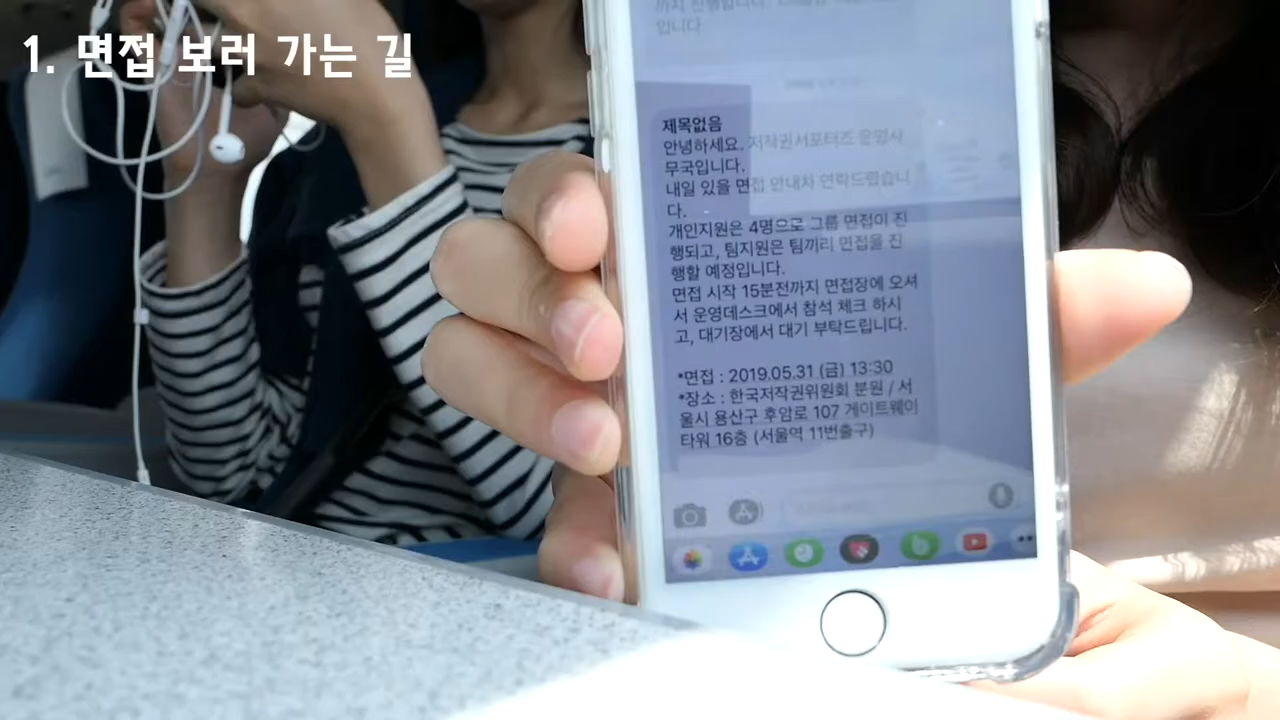 1. 면접 보러 가는 길
입니다
제목없음
안녕하세요. 저작권서포터즈 운영사
무국입니다.
내일 있을 면접 안내차 연락드립니
다.
개인지원은 4명으로 그룹 면접이 진
행되고, 팀지원은 팀끼리 면접을 진
행할 예정입니다.
면접 시작 15분전까지 면접장에 오셔
서 운영데스크에서 참석 체크 하시
고, 대기장에서 대기 부탁드립니다.
*면접 : 2019.05.31 (금) 13:30
*장소 : 한국저작권위원회 분원 / 서
울시 용산구 후암로 107 게이트웨이
타워 16층 (서울역 11번출구)